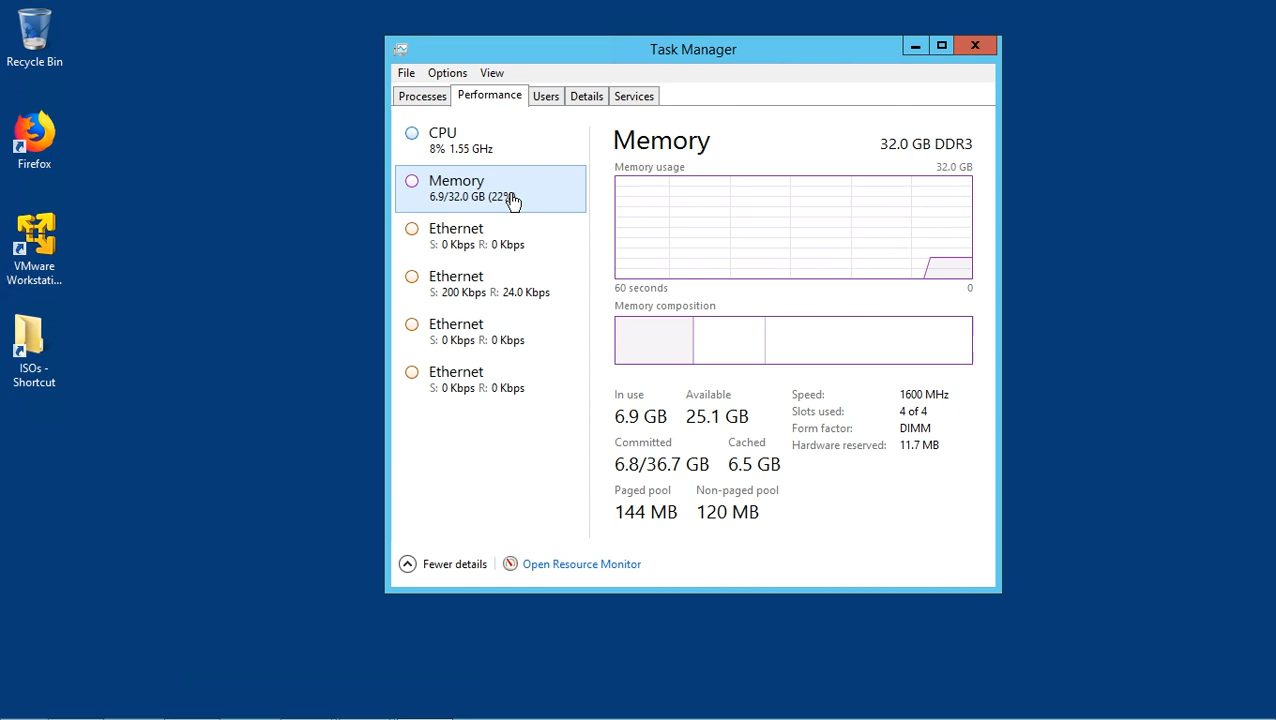 Recycle Bin
Firefox
VMware
Workstati...
ISOs -
Shortcut
Task Manager
File Options View
Processes Performance Users Details Services
CPU
8% 1.55 GHz
Memory
6.9/32.0 GB (22%)
Ethernet
S: 0 Kbps R: 0 Kbps
Ethernet
S: 200 Kbps R: 24.0 Kbps
Ethernet
S: 0 Kbps R: 0 Kbps
Ethernet
S: 0 Kbps R: 0 Kbps
Memory 32.0 GB DDR3
Memory usage 32.0 GB
60 seconds 0
Memory composition
In use Available
6.9 GB 25.1 GB
Committed Cached
6.8/36.7 GB 6.5 GB
Paged pool Non-paged pool
144 MB 120 MB
Speed: 1600 MHz
Slots used: 4 of 4
Form factor: DIMM
Hardware reserved: 11.7 MB
Fewer details Open Resource Monitor